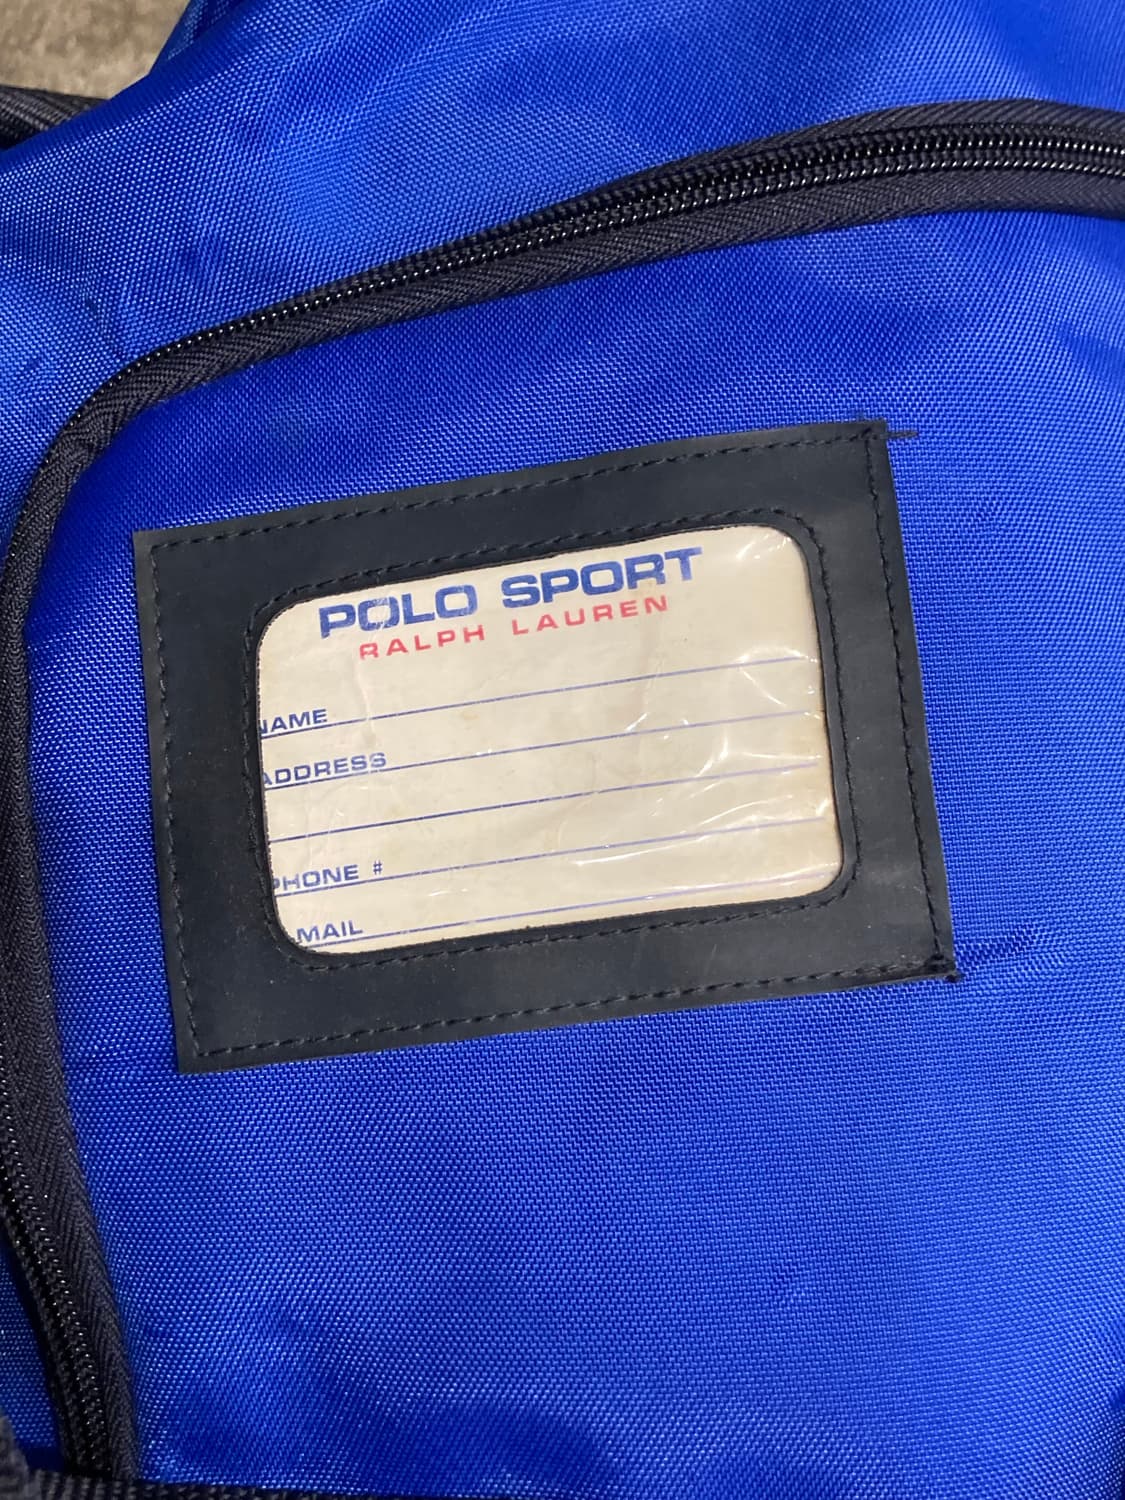 POLO SPORT
RALPH LAUREN
NAME
ADDRESS
PHONE #
MAIL